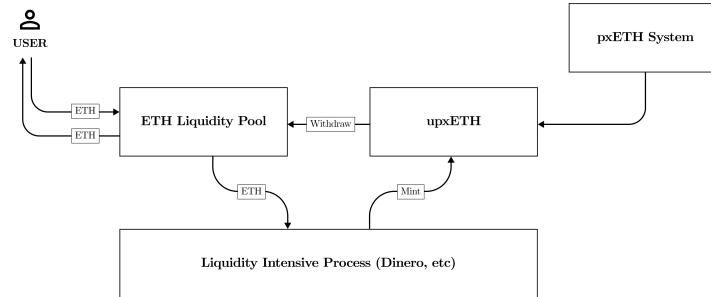 USER
pxETH System
ETH
ETH
ETH Liquidity Pool
Withdraw
upxETH
ETH
Mint
Liquidity Intensive Process (Dinero, etc)